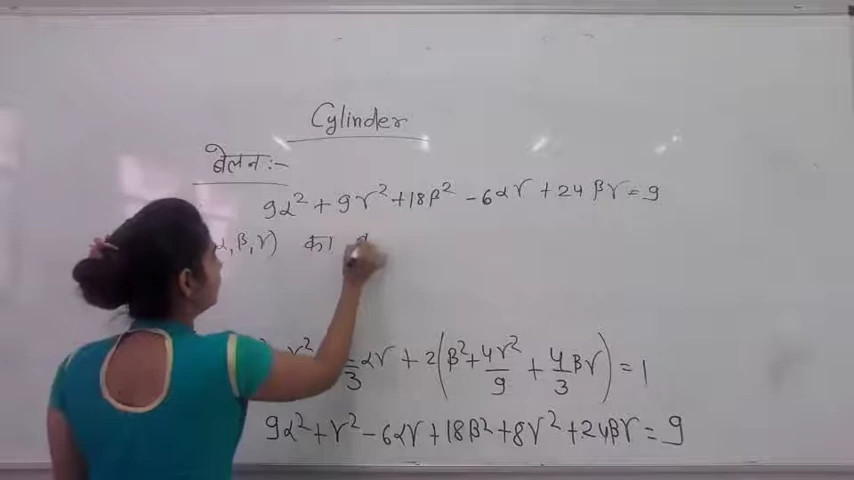 Cylinder
बेलन :-
9α² + 9γ² + 18β² - 6αγ + 24βγ = 9
α, β, γ) का
γ² 3 αγ + 2(β² + 4γ²/9 + 4/3 βγ) = 1
9α² + γ² - 6αγ + 18β² + 8γ² + 24βγ = 9